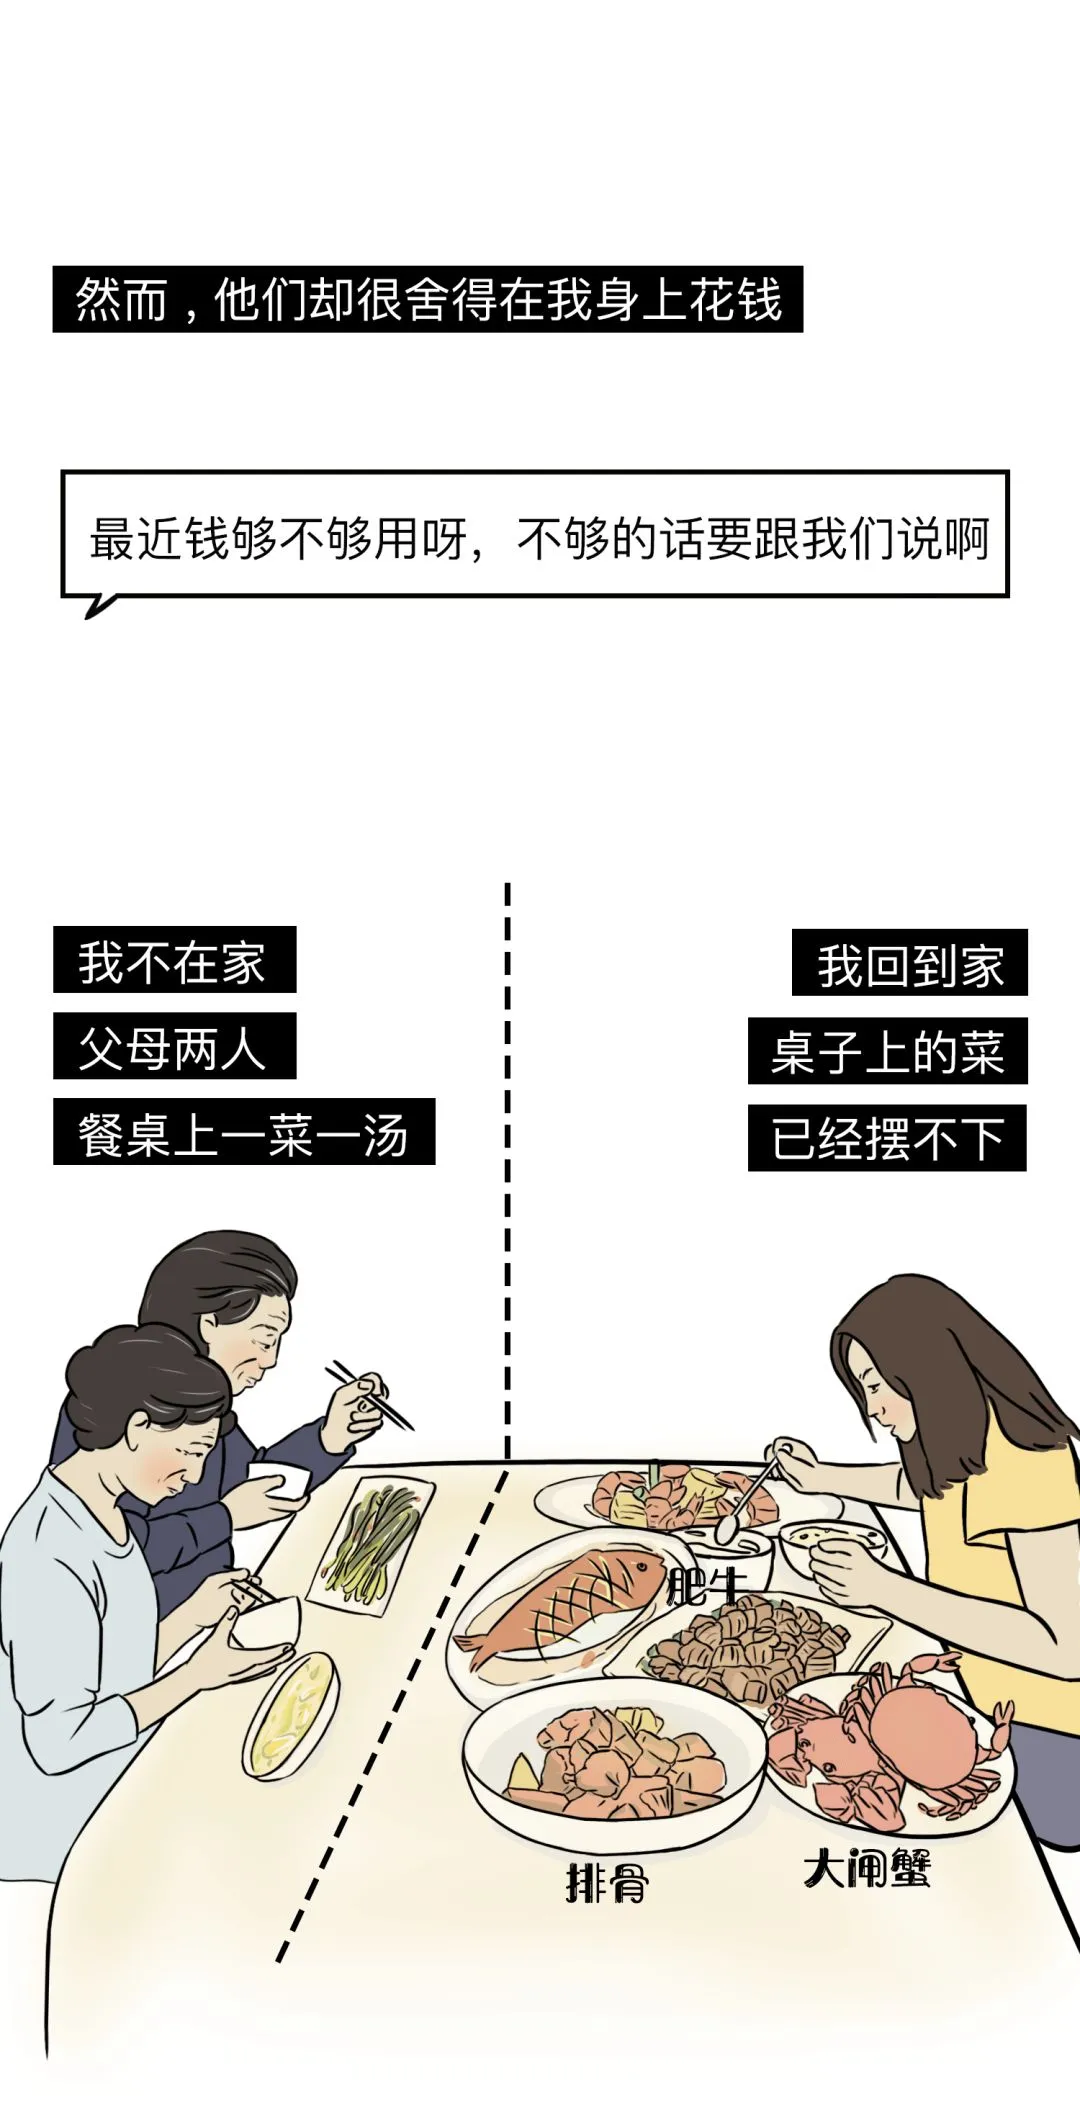 然而，他们却很舍得在我身上花钱
最近钱够不够用呀，不够的话要跟我们说啊
我不在家
父母两人
餐桌上一菜一汤
我回到家
桌子上的菜
已经摆不下
肥牛
排骨
大闸蟹